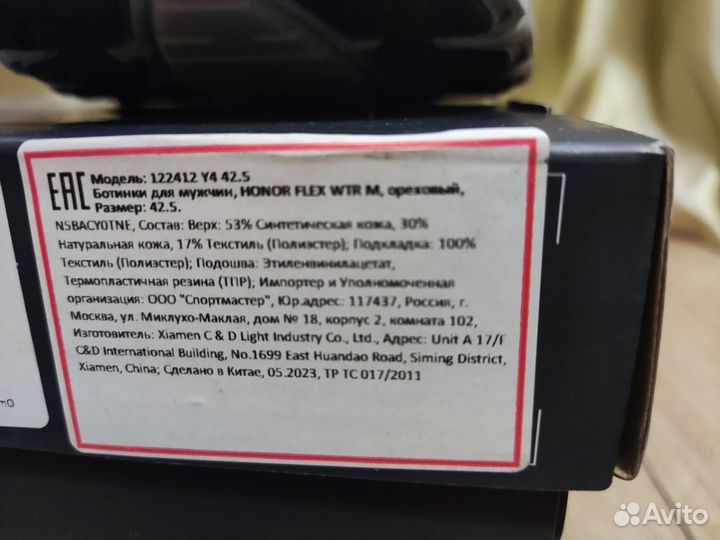 EAC
Модель: 122412 Y4 42.5
Ботинки для мужчин, HONOR FLEX WTR M, ореховый,
Размер: 42.5.
N5BACY0TNE, Состав: Верх: 53% Синтетическая кожа, 30%
Натуральная кожа, 17% Текстиль (Полиэстер); Подкладка: 100%
Текстиль (Полиэстер); Подошва: Этиленвинилацетат,
Термопластичная резина (ТПР); Импортер и Уполномоченная
организация: ООО "Спортмастер", Юр.адрес: 117437, Россия, г.
Москва, ул. Миклухо-Маклая, дом № 18, корпус 2, комната 102,
Изготовитель: Xiamen C & D Light Industry Co., Ltd., Адрес: Unit A 17/F
C&D International Building, No.1699 East Huandao Road, Siming District,
Xiamen, China; Сделано в Китае, 05.2023, ТР ТС 017/2011
Avito